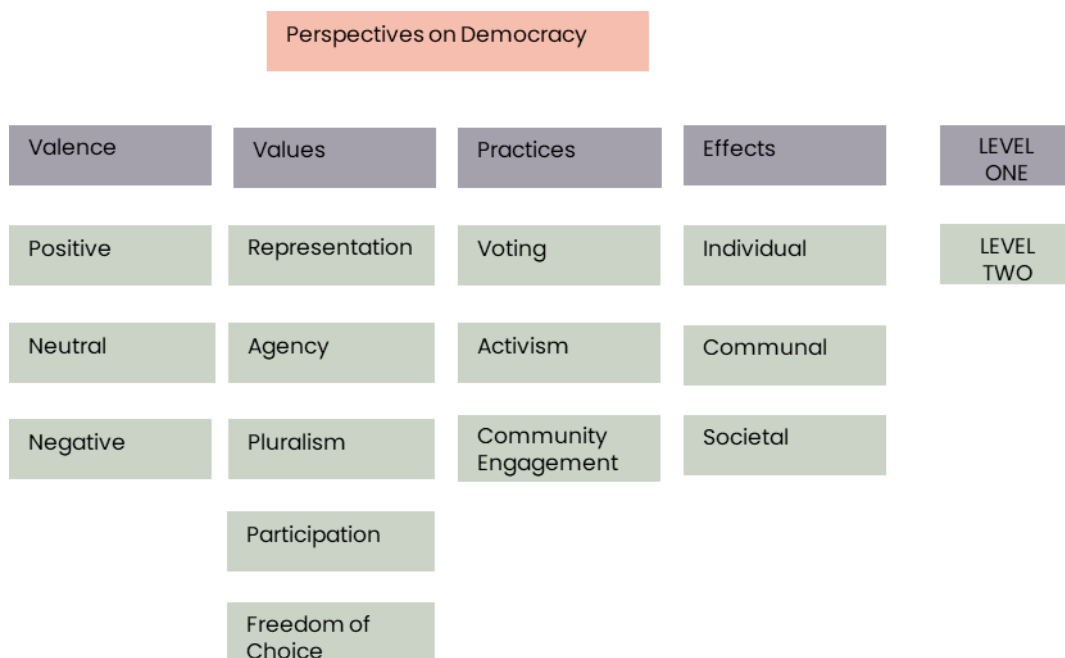 Perspectives on Democracy
Valence
Values
Practices
Effects
LEVEL
ONE
Positive
Representation
Voting
Individual
LEVEL
TWO
Neutral
Agency
Activism
Communal
Negative
Pluralism
Community
Engagement
Societal
Participation
Freedom of
Choice